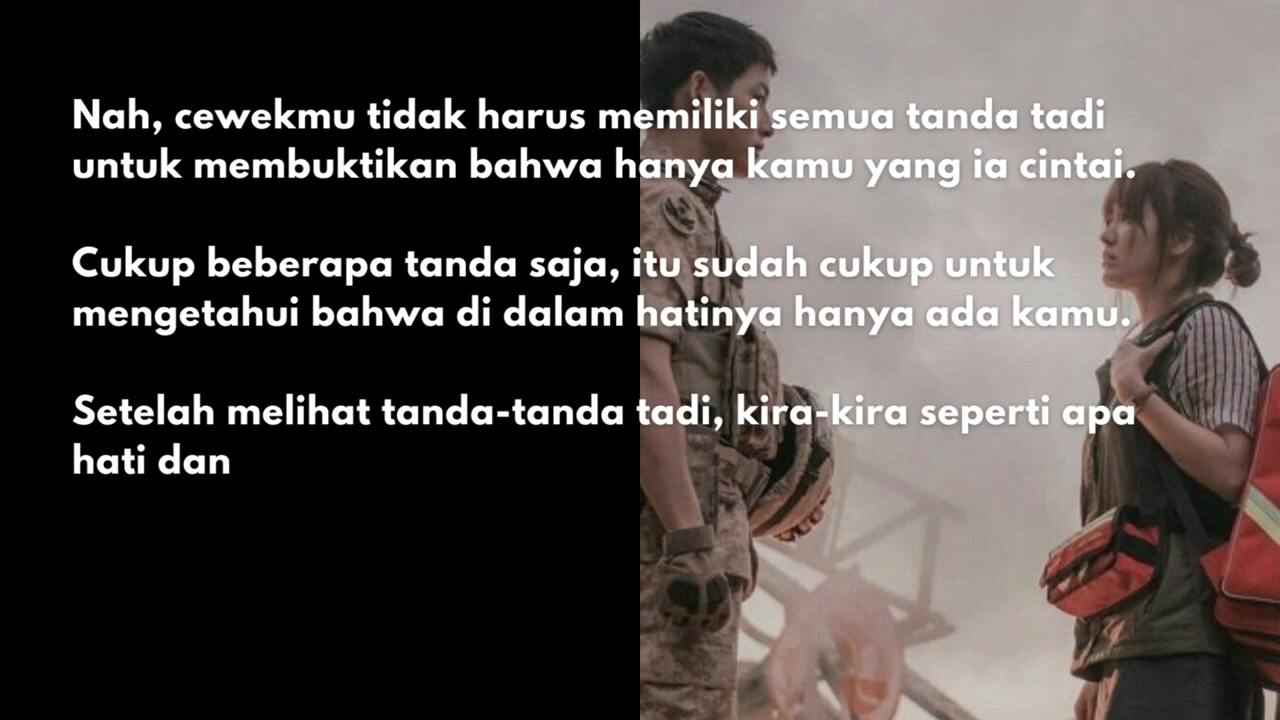 Nah, cewekmu tidak harus memiliki semua tanda tadi
untuk membuktikan bahwa hanya kamu yang ia cintai.
Cukup beberapa tanda saja, itu sudah cukup untuk
mengetahui bahwa di dalam hatinya hanya ada kamu.
Setelah melihat tanda-tanda tadi, kira-kira seperti apa
hati dan